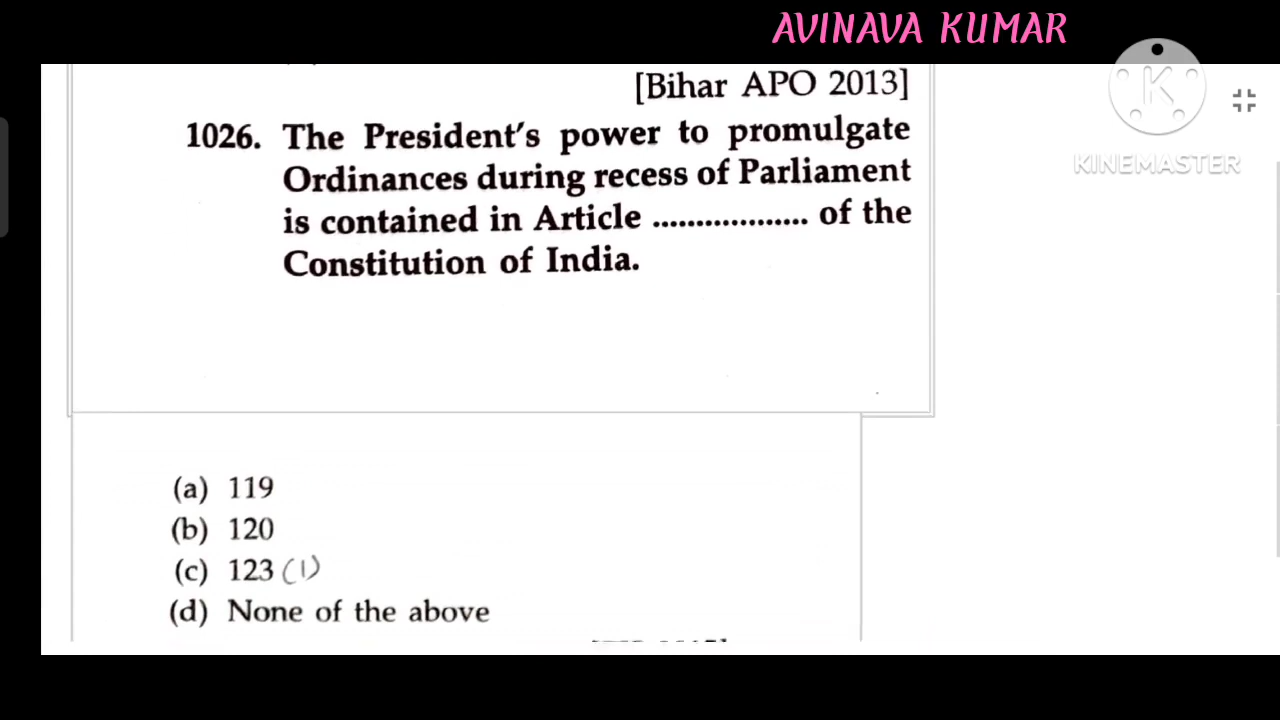 AVINAVA KUMAR
KINEMASTER
[Bihar APO 2013]
1026. The President's power to promulgate
Ordinances during recess of Parliament
is contained in Article .................. of the
Constitution of India.
(a) 119
(b) 120
(c) 123 (1)
(d) None of the above